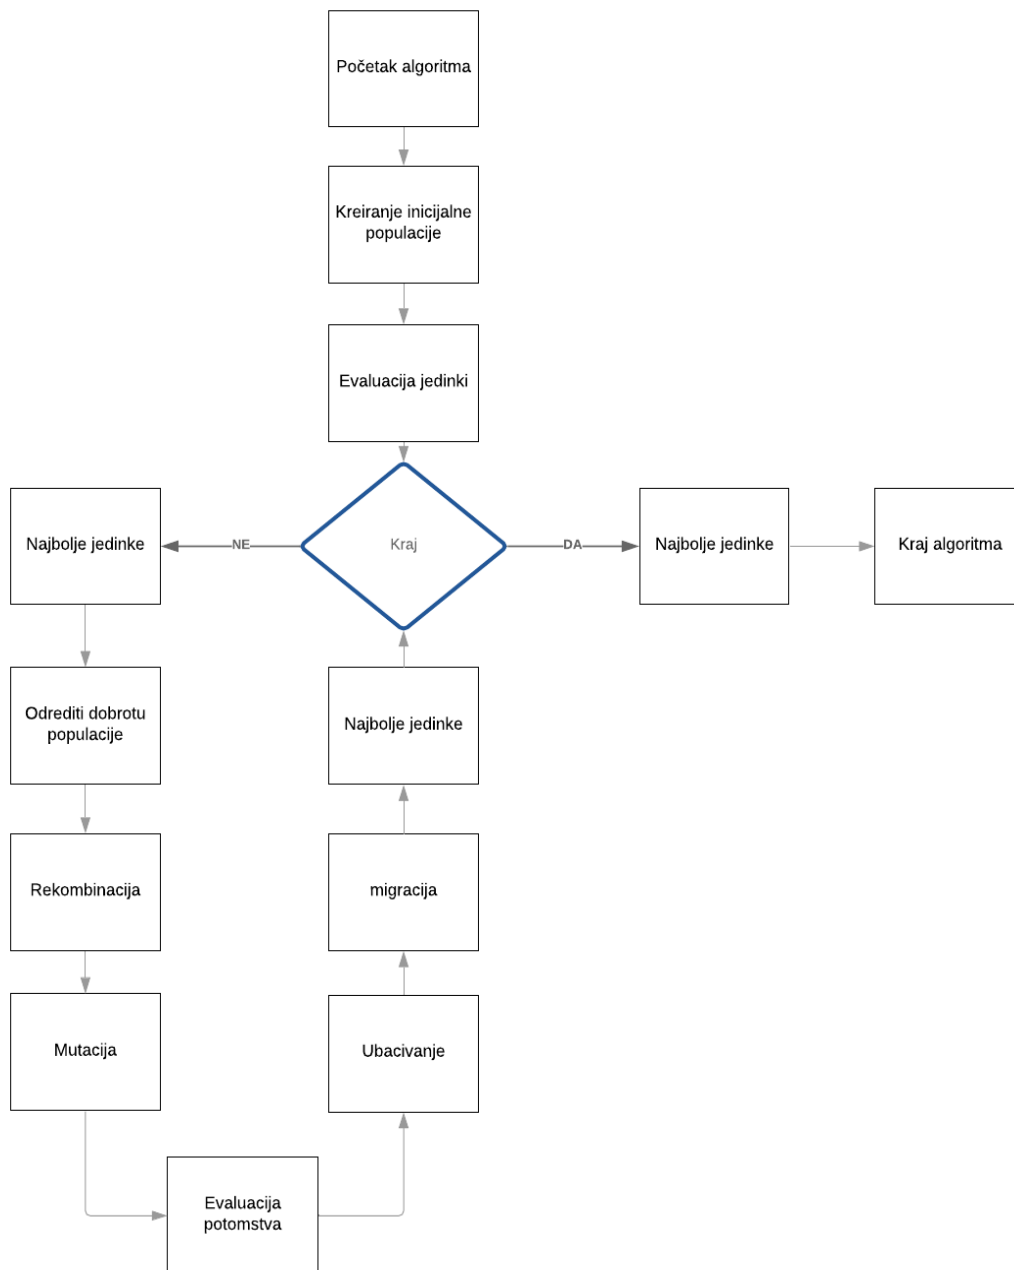 Početak algoritma
Kreiranje inicijalne
populacije
Evaluacija jedinki
Najbolje jedinke
NE
Kraj
DA
Najbolje jedinke
Kraj algoritma
Odrediti dobrotu
populacije
Najbolje jedinke
Rekombinacija
migracija
Mutacija
Ubacivanje
Evaluacija
potomstva